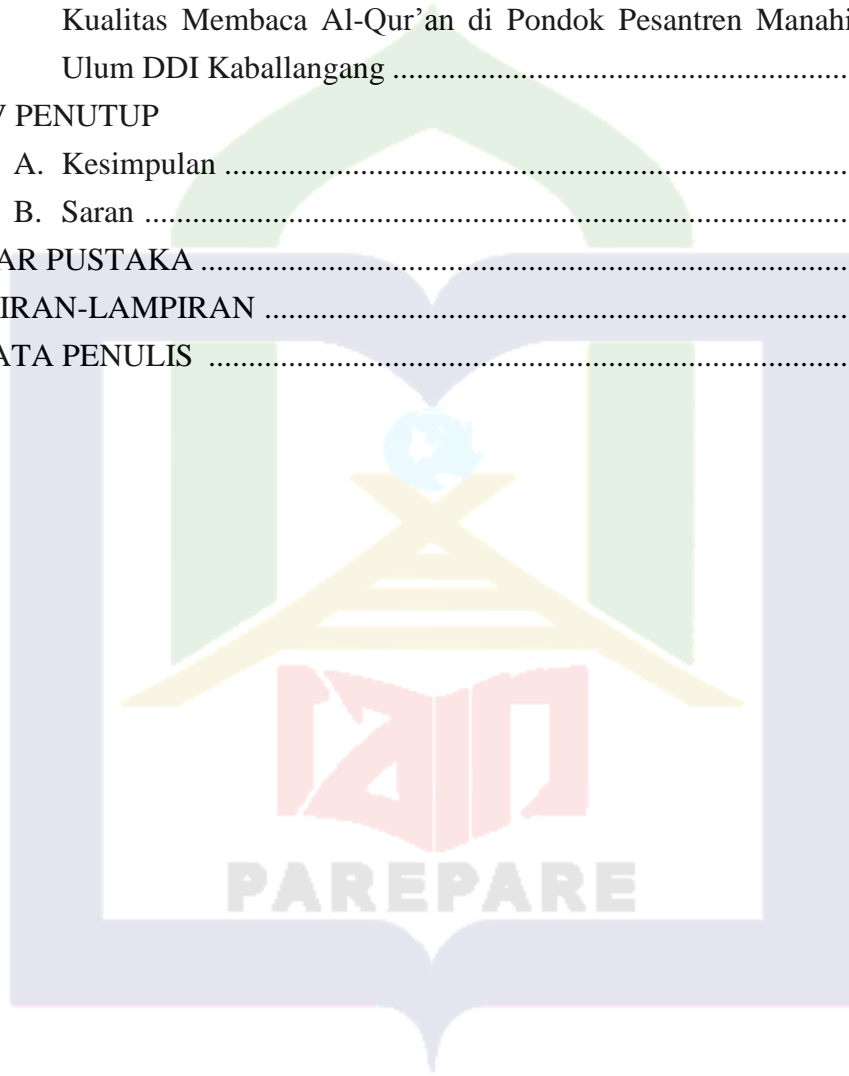 Kualitas Membaca Al-Qur'an di Pondok Pesantren Manahi
Ulum DDI Kaballangang ..........................................................
V PENUTUP
A. Kesimpulan ..................................................................................
B. Saran ............................................................................................
AR PUSTAKA .....................................................................................
IRAN-LAMPIRAN ............................................................................
ATA PENULIS ....................................................................................
iain
PAREPARE